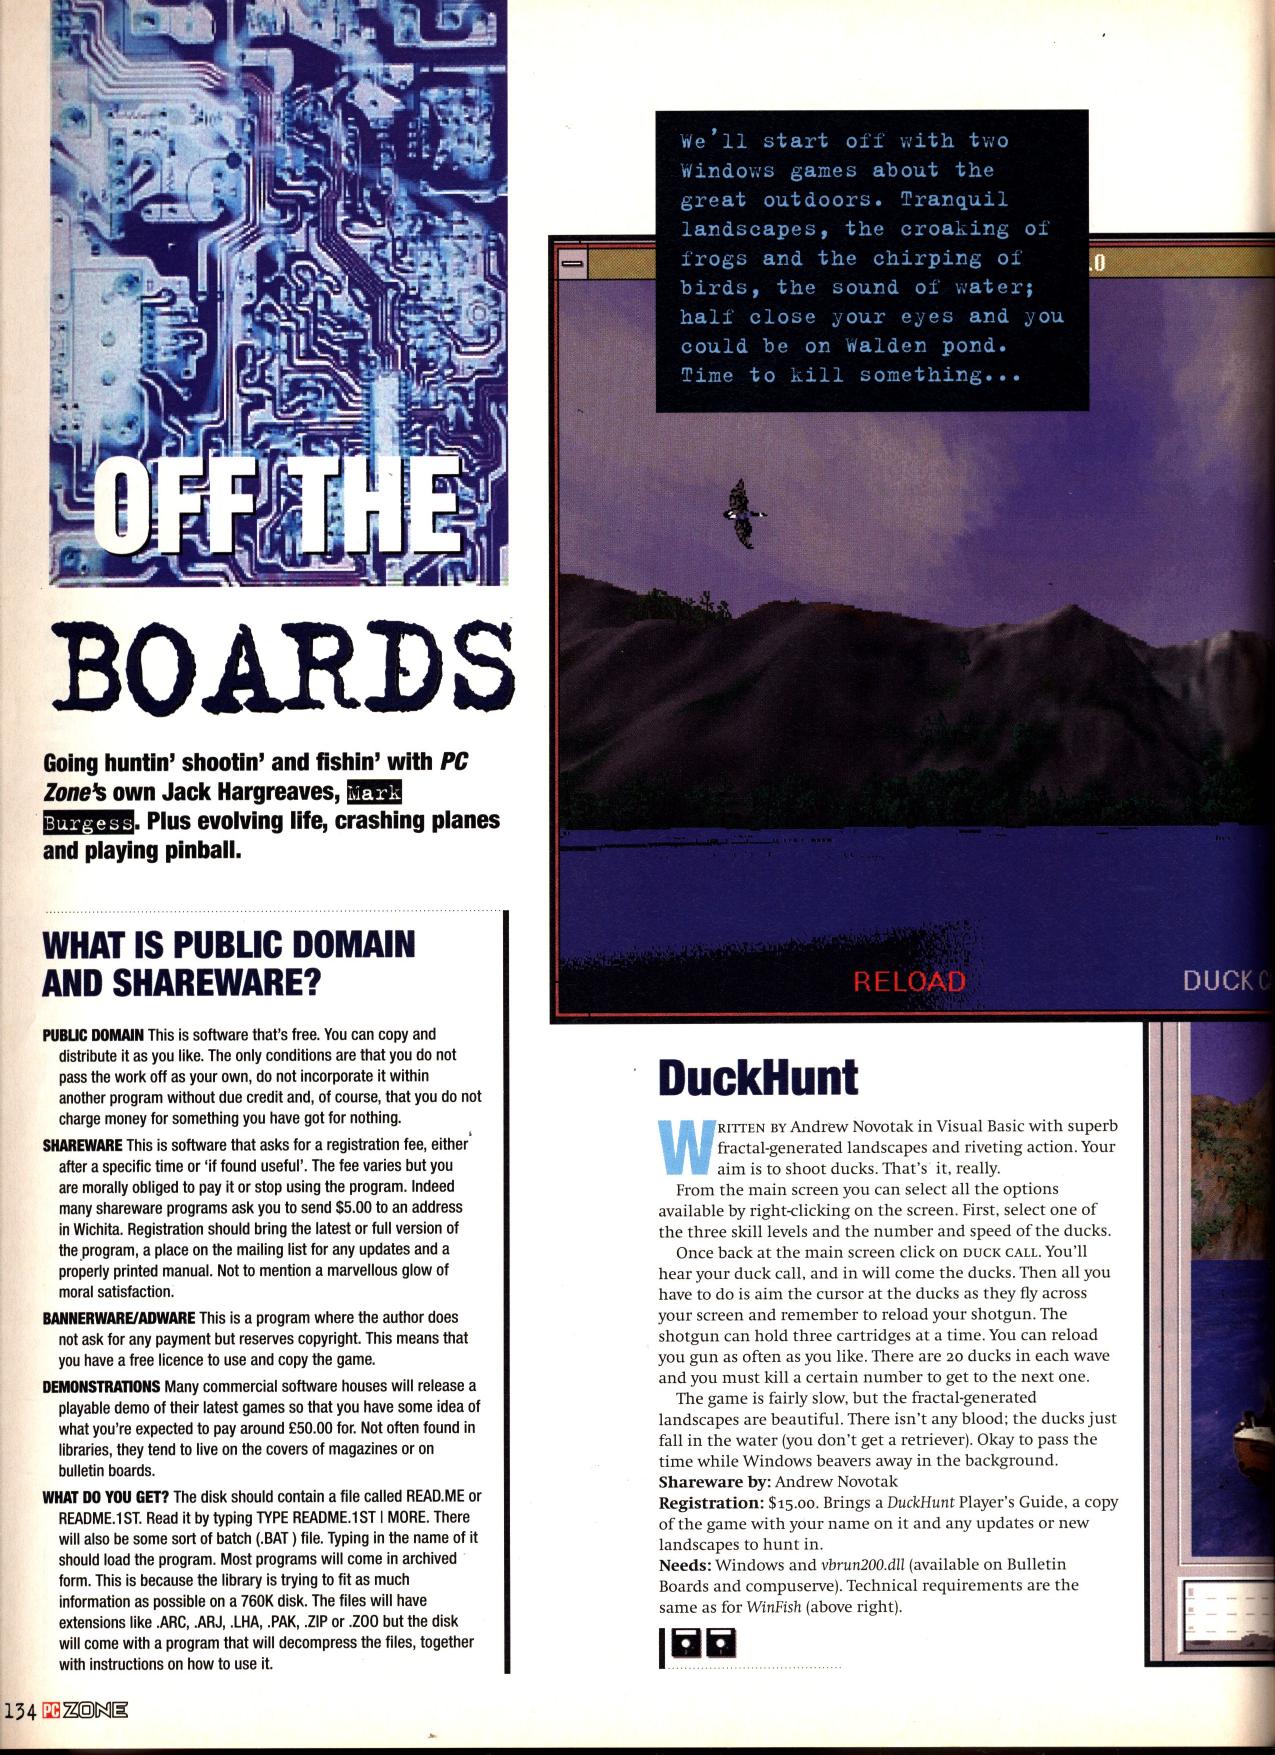 OFF THE
BOARDS
Going huntin' shootin' and fishin' with PC
Zone's own Jack Hargreaves, Mark
Burgess. Plus evolving life, crashing planes
and playing pinball.
WHAT IS PUBLIC DOMAIN
AND SHAREWARE?
PUBLIC DOMAIN This is software that's free. You can copy and
distribute it as you like. The only conditions are that you do not
pass the work off as your own, do not incorporate it within
another program without due credit and, of course, that you do not
charge money for something you have got for nothing.
SHAREWARE This is software that asks for a registration fee, either
after a specific time or 'if found useful'. The fee varies but you
are morally obliged to pay it or stop using the program. Indeed
many shareware programs ask you to send $5.00 to an address
in Wichita. Registration should bring the latest or full version of
the program, a place on the mailing list for any updates and a
properly printed manual. Not to mention a marvellous glow of
moral satisfaction.
BANNERWARE/ADWARE This is a program where the author does
not ask for any payment but reserves copyright. This means that
you have a free licence to use and copy the game.
DEMONSTRATIONS Many commercial software houses will release a
playable demo of their latest games so that you have some idea of
what you're expected to pay around £50.00 for. Not often found in
libraries, they tend to live on the covers of magazines or on
bulletin boards.
WHAT DO YOU GET? The disk should contain a file called READ.ME or
README.1ST. Read it by typing TYPE README.1ST | MORE. There
will also be some sort of batch (.BAT ) file. Typing in the name of it
should load the program. Most programs will come in archived
form. This is because the library is trying to fit as much
information as possible on a 760K disk. The files will have
extensions like .ARC, .ARJ, .LHA, .PAK, .ZIP or .ZOO but the disk
will come with a program that will decompress the files, together
with instructions on how to use it.
We'll start off with two
Windows games about the
great outdoors. Tranquil
landscapes, the croaking of
frogs and the chirping of
birds, the sound of water;
half close your eyes and you
could be on Walden pond.
Time to kill something...
.0
RELOAD
DUCK C
DuckHunt
WRITTEN BY Andrew Novotak in Visual Basic with superb
fractal-generated landscapes and riveting action. Your
aim is to shoot ducks. That's it, really.
From the main screen you can select all the options
available by right-clicking on the screen. First, select one of
the three skill levels and the number and speed of the ducks.
Once back at the main screen click on DUCK CALL. You'll
hear your duck call, and in will come the ducks. Then all you
have to do is aim the cursor at the ducks as they fly across
your screen and remember to reload your shotgun. The
shotgun can hold three cartridges at a time. You can reload
you gun as often as you like. There are 20 ducks in each wave
and you must kill a certain number to get to the next one.
The game is fairly slow, but the fractal-generated
landscapes are beautiful. There isn't any blood; the ducks just
fall in the water (you don't get a retriever). Okay to pass the
time while Windows beavers away in the background.
Shareware by: Andrew Novotak
Registration: $15.00. Brings a DuckHunt Player's Guide, a copy
of the game with your name on it and any updates or new
landscapes to hunt in.
Needs: Windows and vbrun200.dll (available on Bulletin
Boards and compuserve). Technical requirements are the
same as for WinFish (above right).
134 PC ZONE